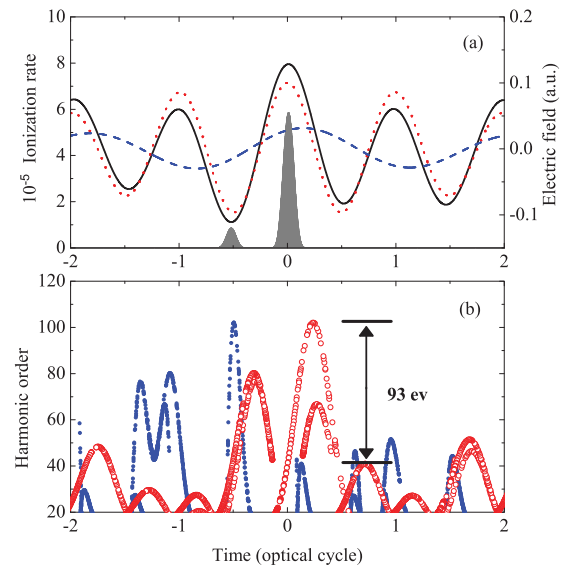 10
8
6
4
2
0
10⁻⁵ Ionization rate
(a)
0.2
0.1
0.0
-0.1
Electric field (a.u.)
-2 -1 0 1 2
120
100
80
60
40
20
Harmonic order
(b)
93 ev
-2 -1 0 1 2
Time (optical cycle)